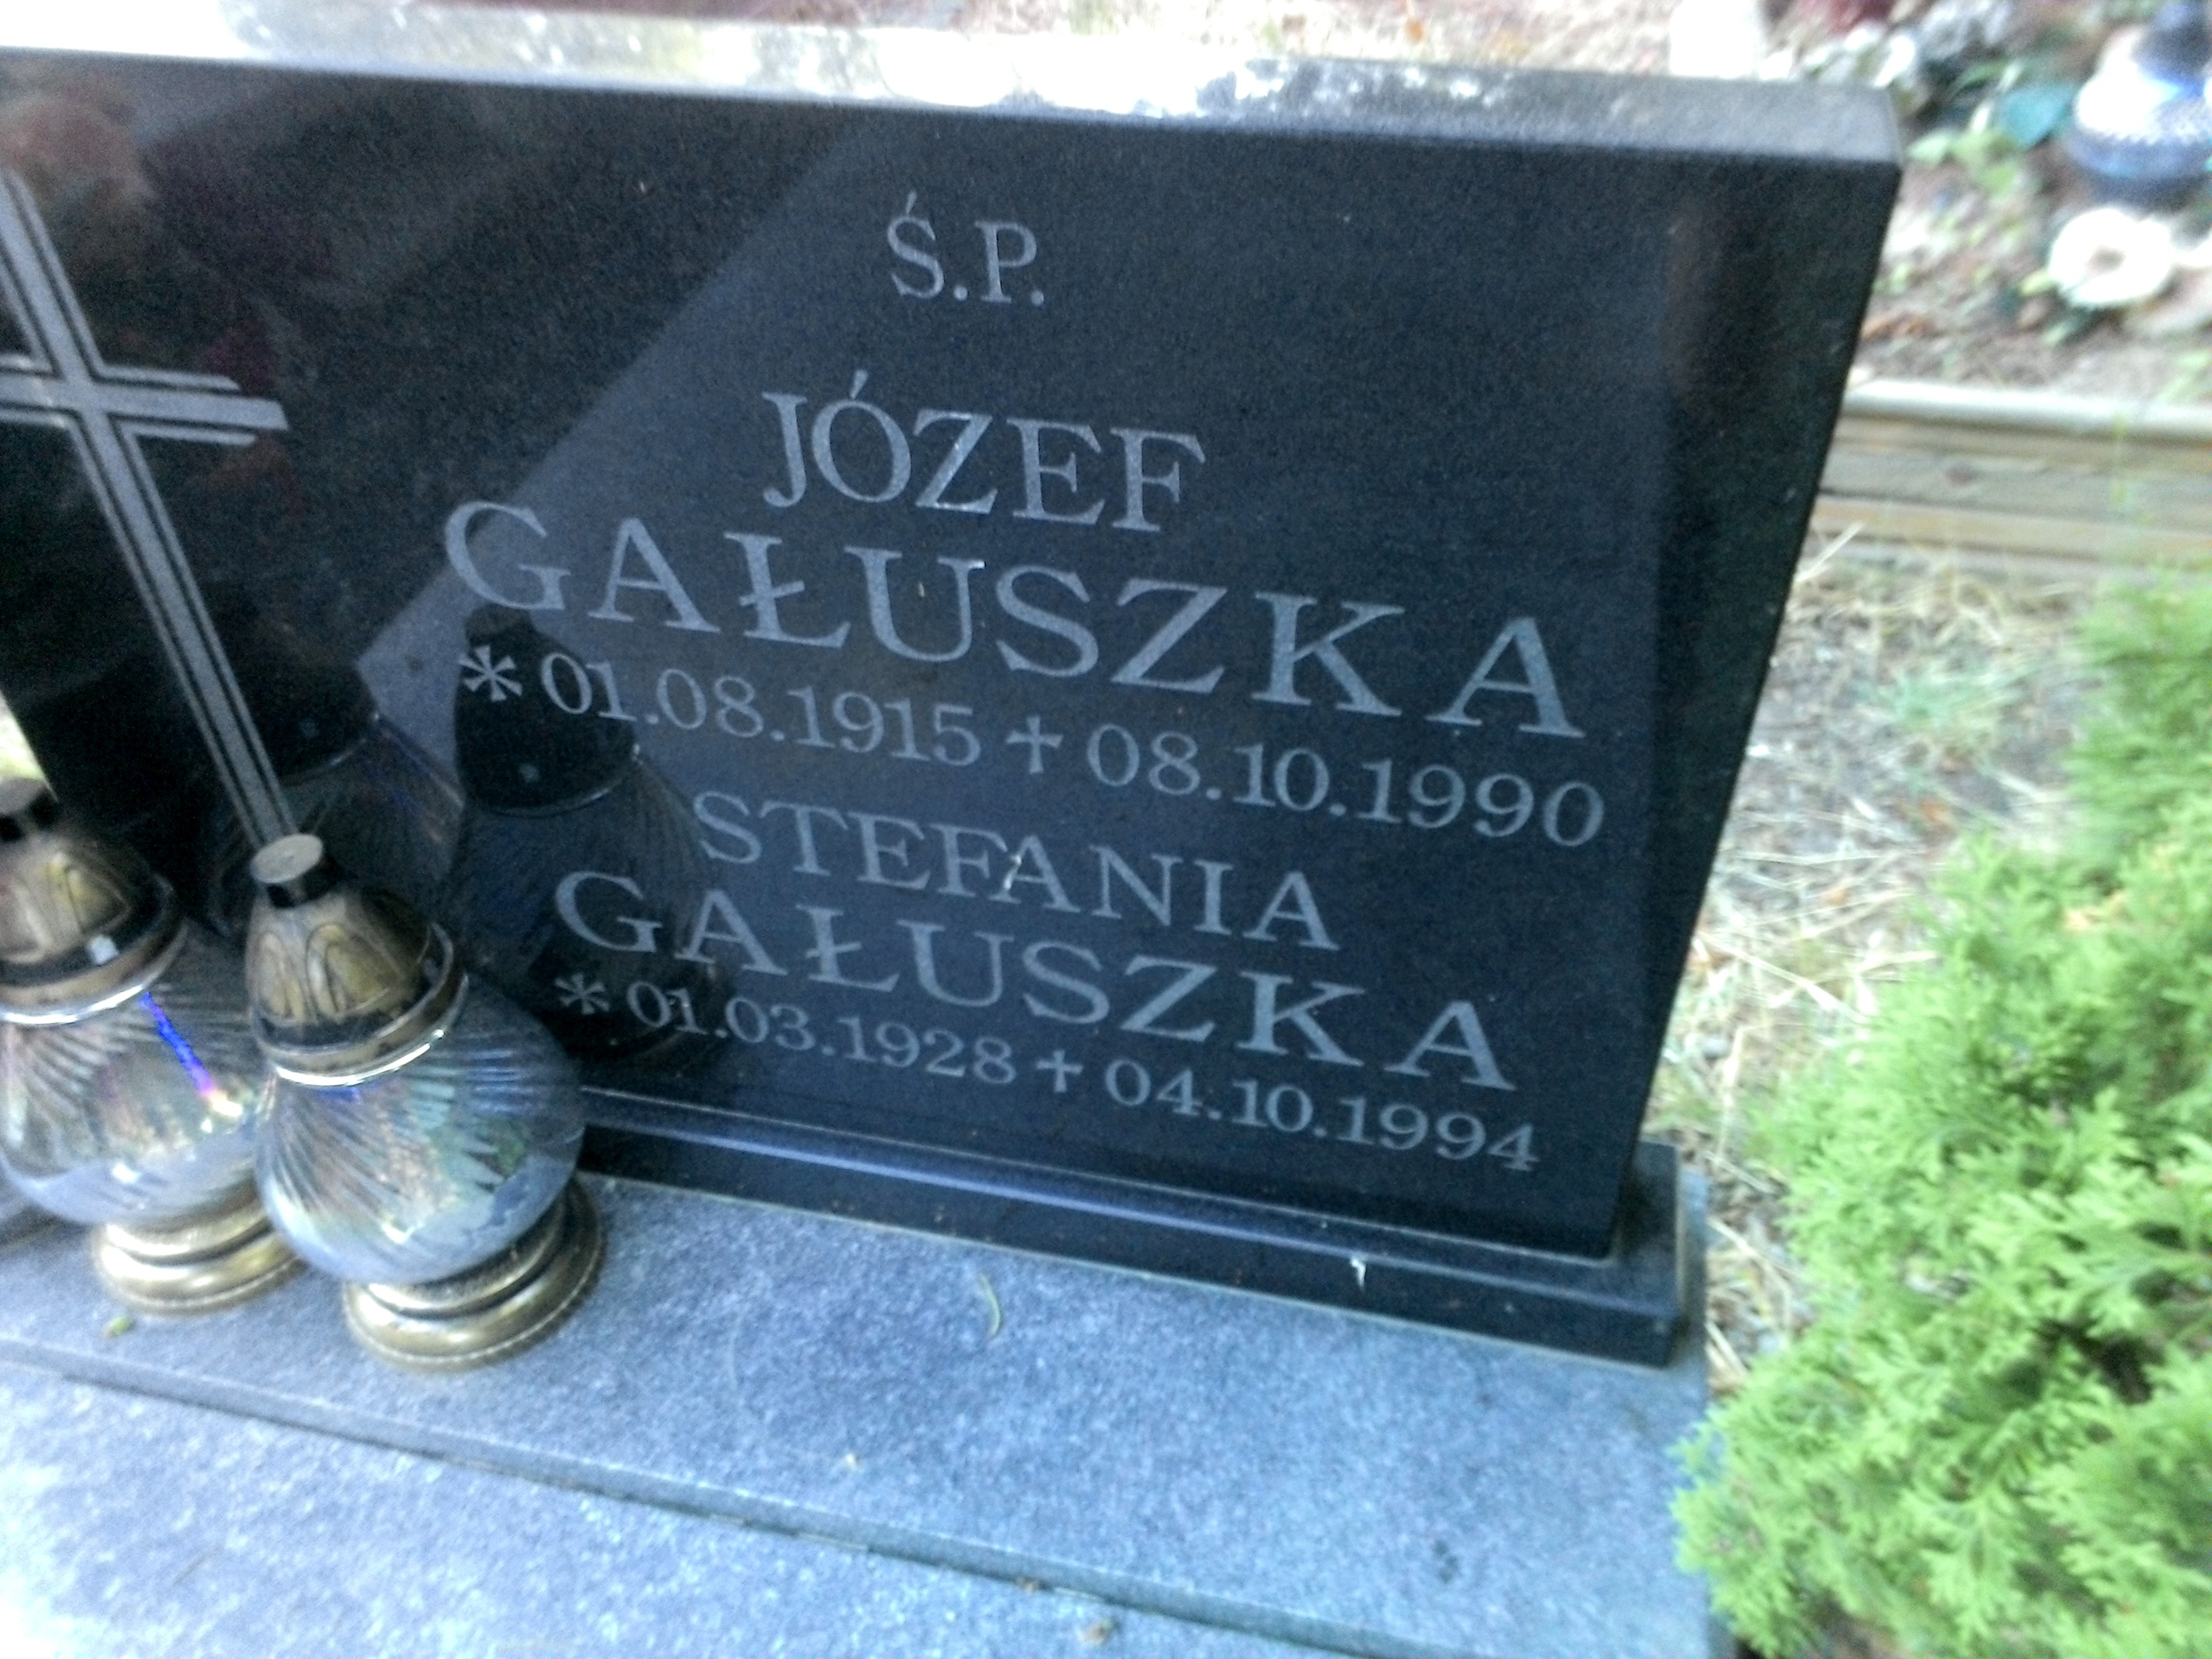 Ś.P.
JÓZEF
GAŁUSZKA
* 01.08.1915 ✝ 08.10.1990
STEFANIA
GAŁUSZKA
* 01.03.1928 ✝ 04.10.1994